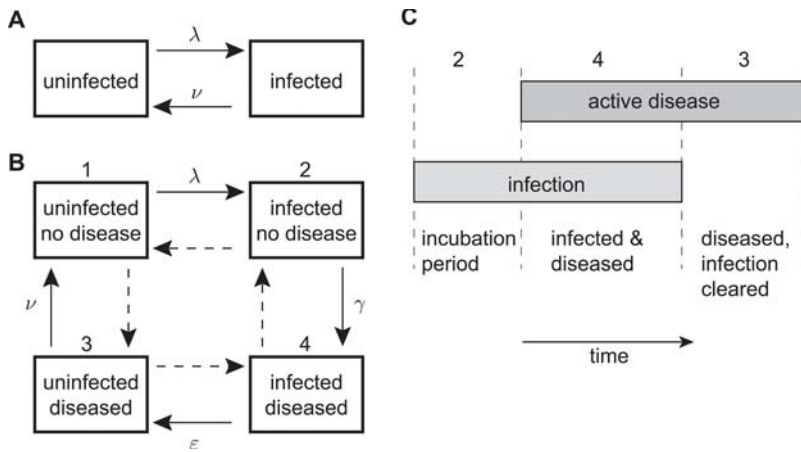 A
uninfected
λ
ν
infected
B
1
uninfected
no disease
λ
2
infected
no disease
ν
γ
3
uninfected
diseased
4
infected
diseased
ε
C
2
4
3
active disease
infection
incubation
period
infected &
diseased
diseased,
infection
cleared
time